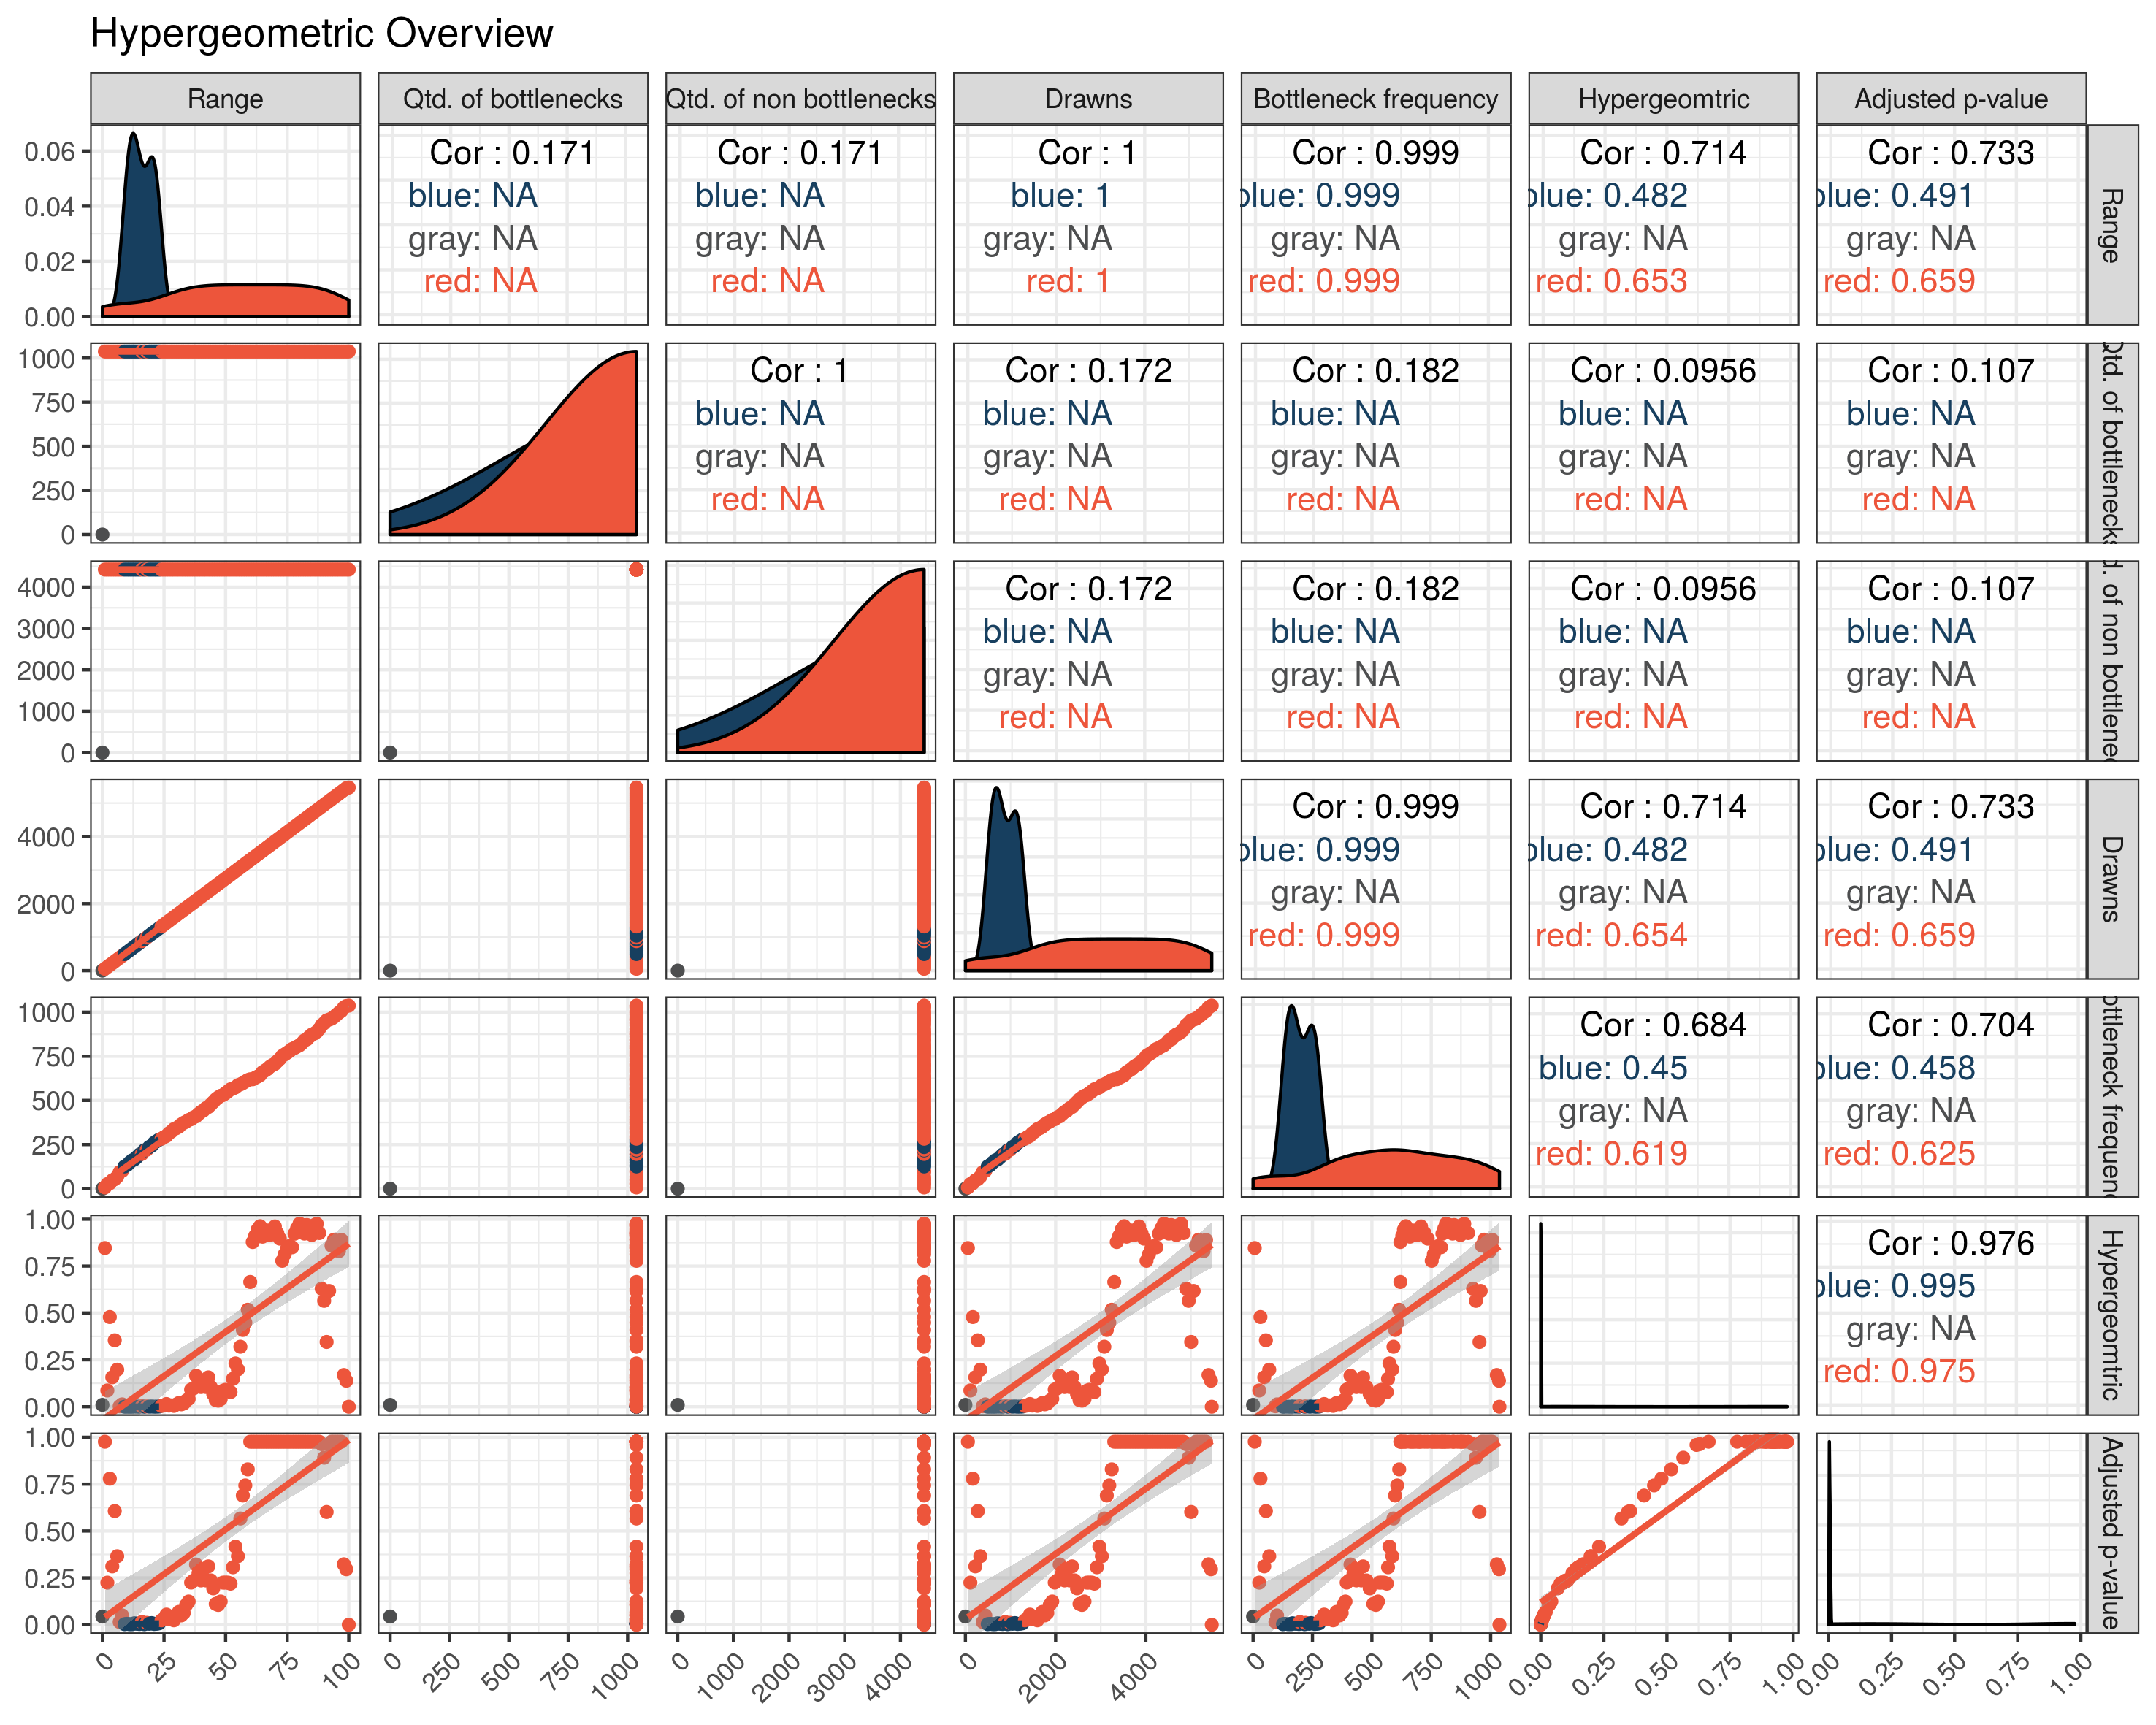 Hypergeometric Overview
Range Qtd. of bottlenecks Qtd. of non bottlenecks Drawns Bottleneck frequency Hypergeomtric Adjusted p-value
0.06
0.04
0.02
0.00
Cor : 0.171 Cor : 0.171 Cor : 1 Cor : 0.999 Cor : 0.714 Cor : 0.733
blue: NA blue: NA blue: 1 blue: 0.999 blue: 0.482 blue: 0.491
gray: NA gray: NA gray: NA gray: NA gray: NA gray: NA
red: NA red: NA red: 1 red: 0.999 red: 0.653 red: 0.659
Range
1000
750
500
250
0
Cor : 1 Cor : 0.172 Cor : 0.182 Cor : 0.0956 Cor : 0.107
blue: NA blue: NA blue: NA blue: NA blue: NA
gray: NA gray: NA gray: NA gray: NA gray: NA
red: NA red: NA red: NA red: NA red: NA
Qtd. of bottlenecks
4000
3000
2000
1000
0
Cor : 0.172 Cor : 0.182 Cor : 0.0956 Cor : 0.107
blue: NA blue: NA blue: NA blue: NA
gray: NA gray: NA gray: NA gray: NA
red: NA red: NA red: NA red: NA
d. of non bottlenec
4000
2000
0
Cor : 0.999 Cor : 0.714 Cor : 0.733
blue: 0.999 blue: 0.482 blue: 0.491
gray: NA gray: NA gray: NA
red: 0.999 red: 0.654 red: 0.659
Drawns
1000
750
500
250
0
Cor : 0.684 Cor : 0.704
blue: 0.45 blue: 0.458
gray: NA gray: NA
red: 0.619 red: 0.625
ottleneck frequenc
1.00
0.75
0.50
0.25
0.00
Cor : 0.976
blue: 0.995
gray: NA
red: 0.975
Hypergeomtric
1.00
0.75
0.50
0.25
0.00
Adjusted p-value
0 25 50 75 100 0 250 500 750 1000 0 1000 2000 3000 4000 0 2000 4000 0 250 500 750 1000 0.00 0.25 0.50 0.75 1.00 0.00 0.25 0.50 0.75 1.00